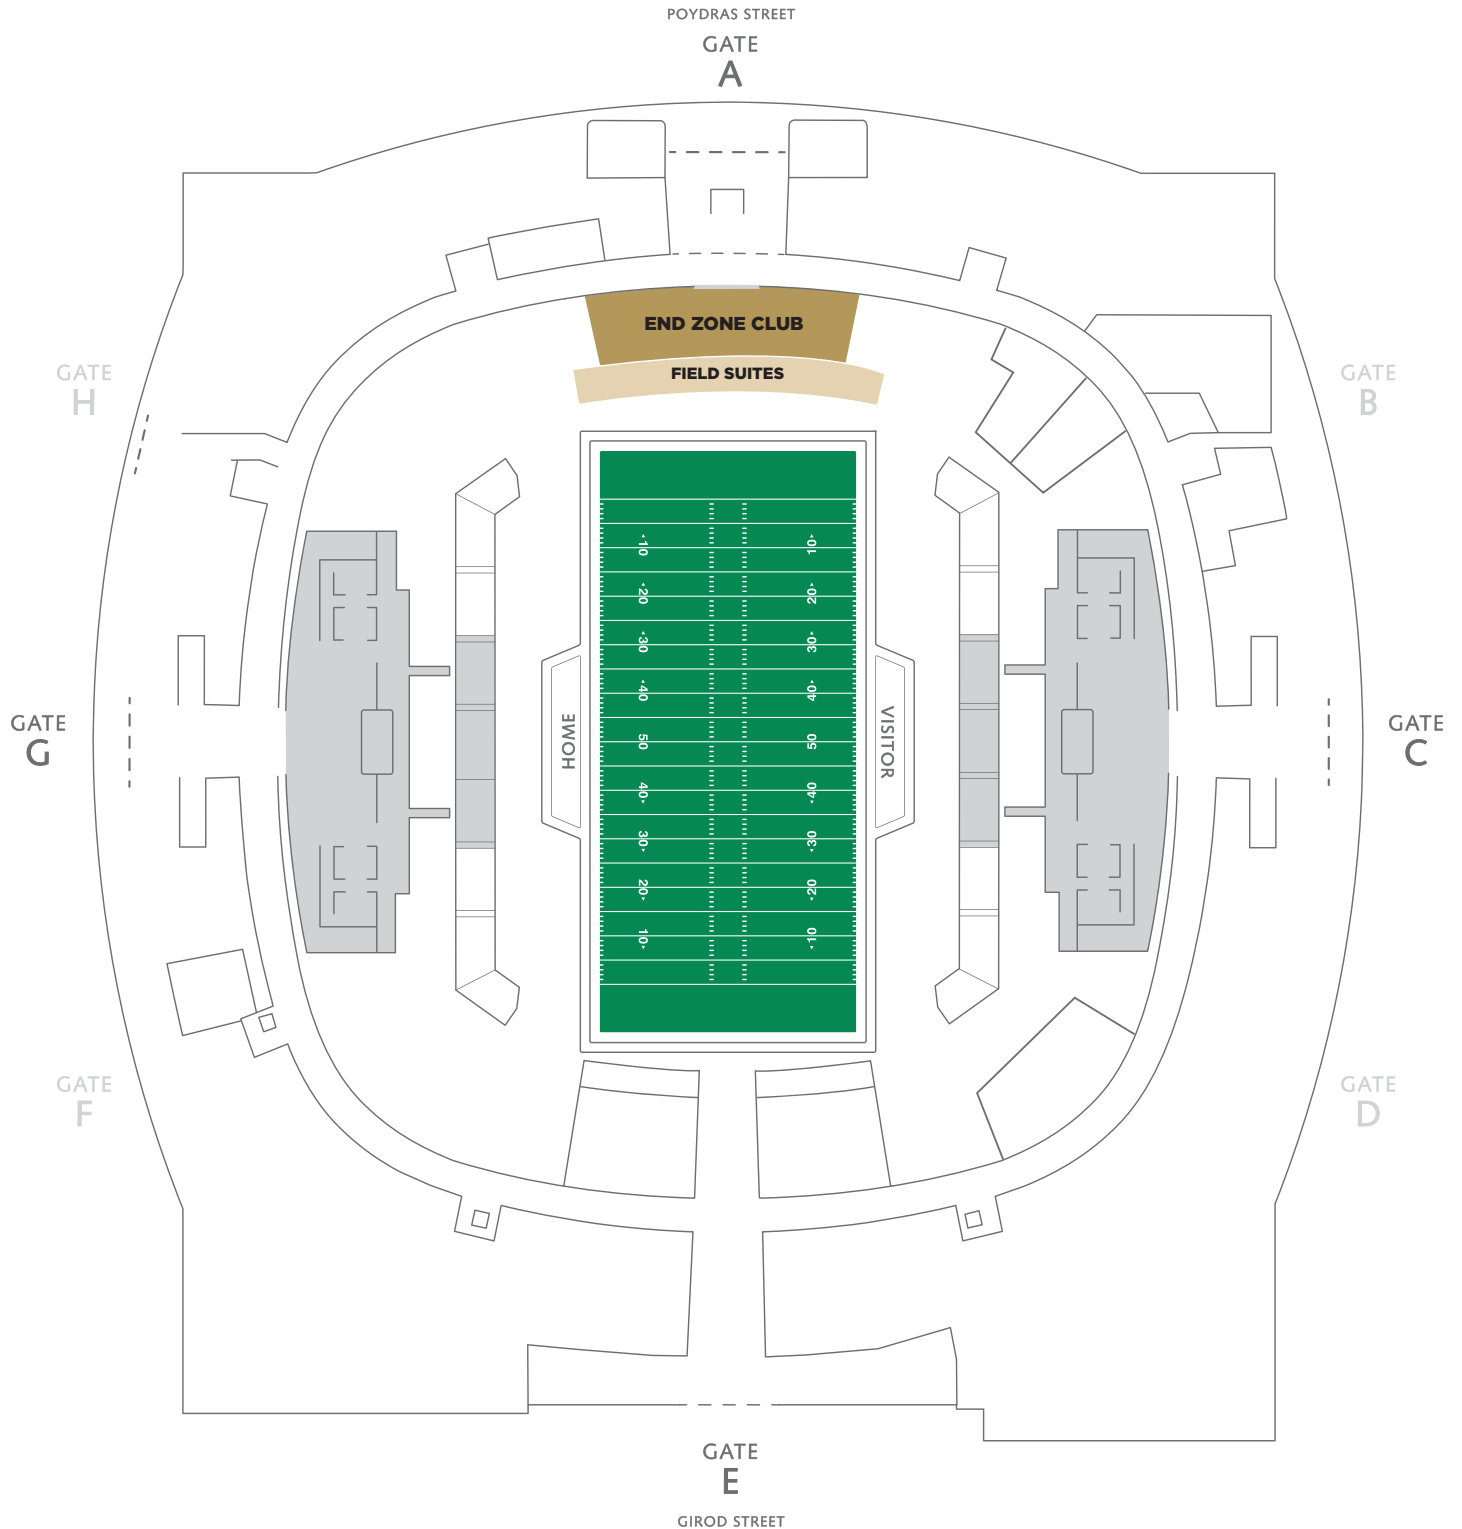 POYDRAS STREET
GATE
A
END ZONE CLUB
FIELD SUITES
GATE
H
GATE
B
10 10
20 20
30 30
40 40
GATE
G
HOME
50 50
VISITOR
GATE
C
40 40
30 30
20 20
10 10
GATE
F
GATE
D
GATE
E
GIROD STREET